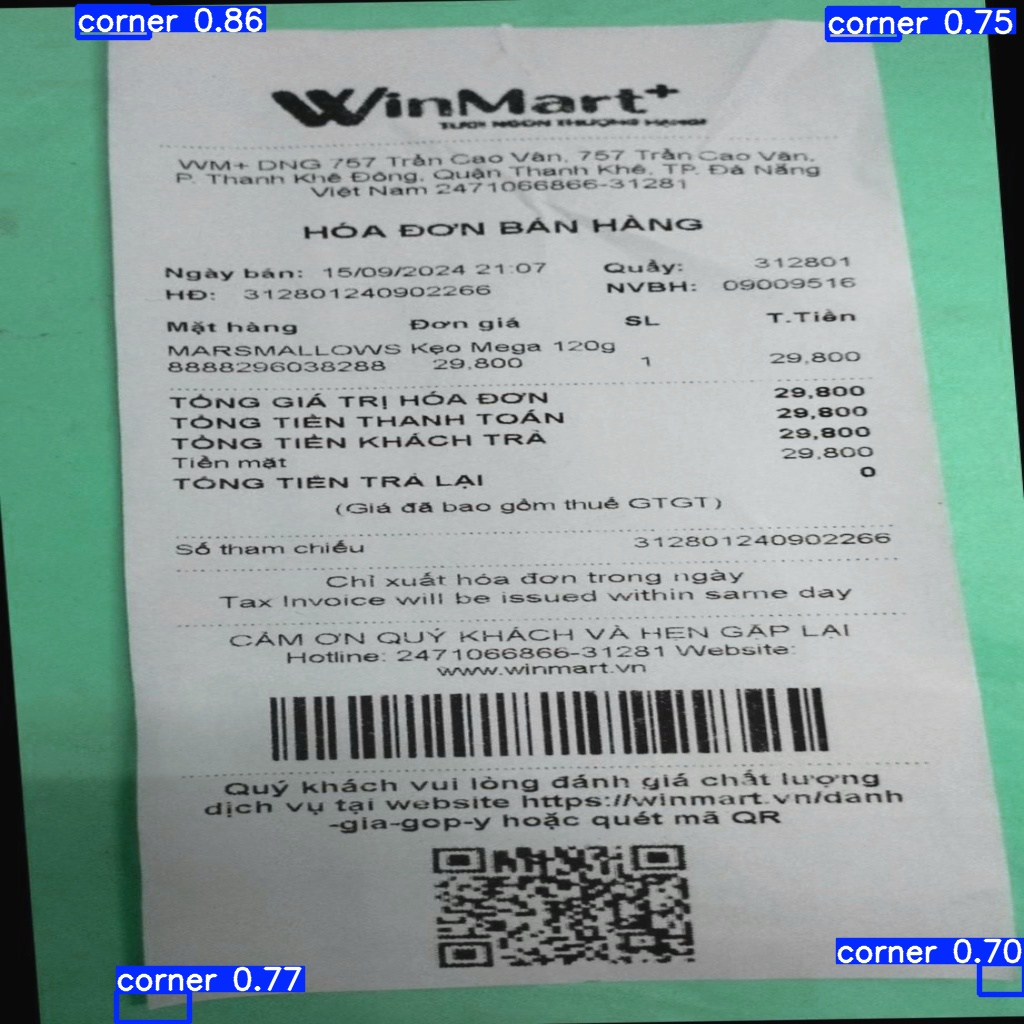 corner 0.86
corner 0.75
WinMart+
TƯƠI NGON THƯỢNG HẠNG!
WM+ DNG 757 Trần Cao Vân, 757 Trần Cao Vân,
P. Thanh Khê Đông, Quận Thanh Khê, TP. Đà Nẵng
Việt Nam 2471066866-31281
HÓA ĐƠN BÁN HÀNG
Ngày bán: 15/09/2024 21:07 Quầy: 312801
HĐ: 312801240902266 NVBH: 09009516
Mặt hàng Đơn giá SL T.Tiền
MARSMALLOWS Kẹo Mega 120g
8888296038288 29,800 1 29,800
TỔNG GIÁ TRỊ HÓA ĐƠN 29,800
TỔNG TIỀN THANH TOÁN 29,800
TỔNG TIỀN KHÁCH TRẢ 29,800
Tiền mặt 29,800
TỔNG TIỀN TRẢ LẠI 0
(Giá đã bao gồm thuế GTGT)
Số tham chiếu 312801240902266
Chỉ xuất hóa đơn trong ngày
Tax Invoice will be issued within same day
CẢM ƠN QUÝ KHÁCH VÀ HẸN GẶP LẠI
Hotline: 2471066866-31281 Website:
www.winmart.vn
Quý khách vui lòng đánh giá chất lượng
dịch vụ tại website https://winmart.vn/danh
-gia-gop-y hoặc quét mã QR
corner 0.70
corner 0.77